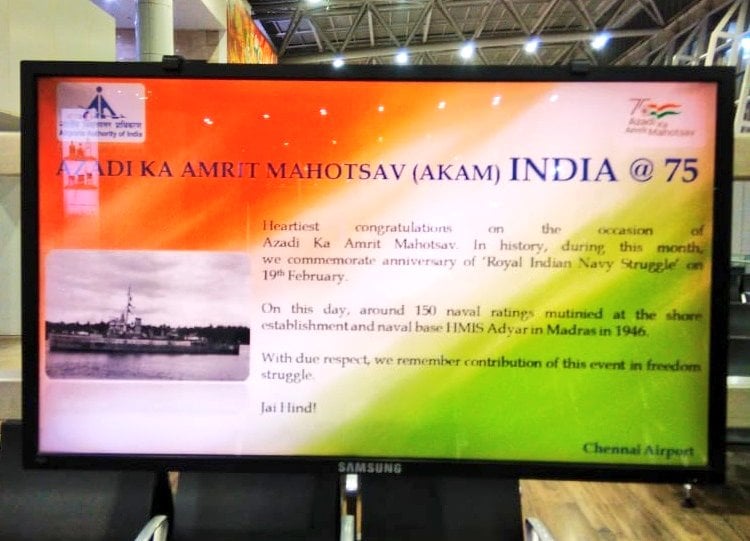 Airports Authority of India
75
Azadi Ka
Amrit Mahotsav
AZADI KA AMRIT MAHOTSAV (AKAM) INDIA @ 75
Heartiest congratulations on the occasion of
Azadi Ka Amrit Mahotsav. In history, during this month,
we commemorate anniversary of 'Royal Indian Navy Struggle' on
19th February.
On this day, around 150 naval ratings mutinied at the shore
establishment and naval base HMIS Adyar in Madras in 1946.
With due respect, we remember contribution of this event in freedom
struggle.
Jai Hind!
Chennai Airport
SAMSUNG